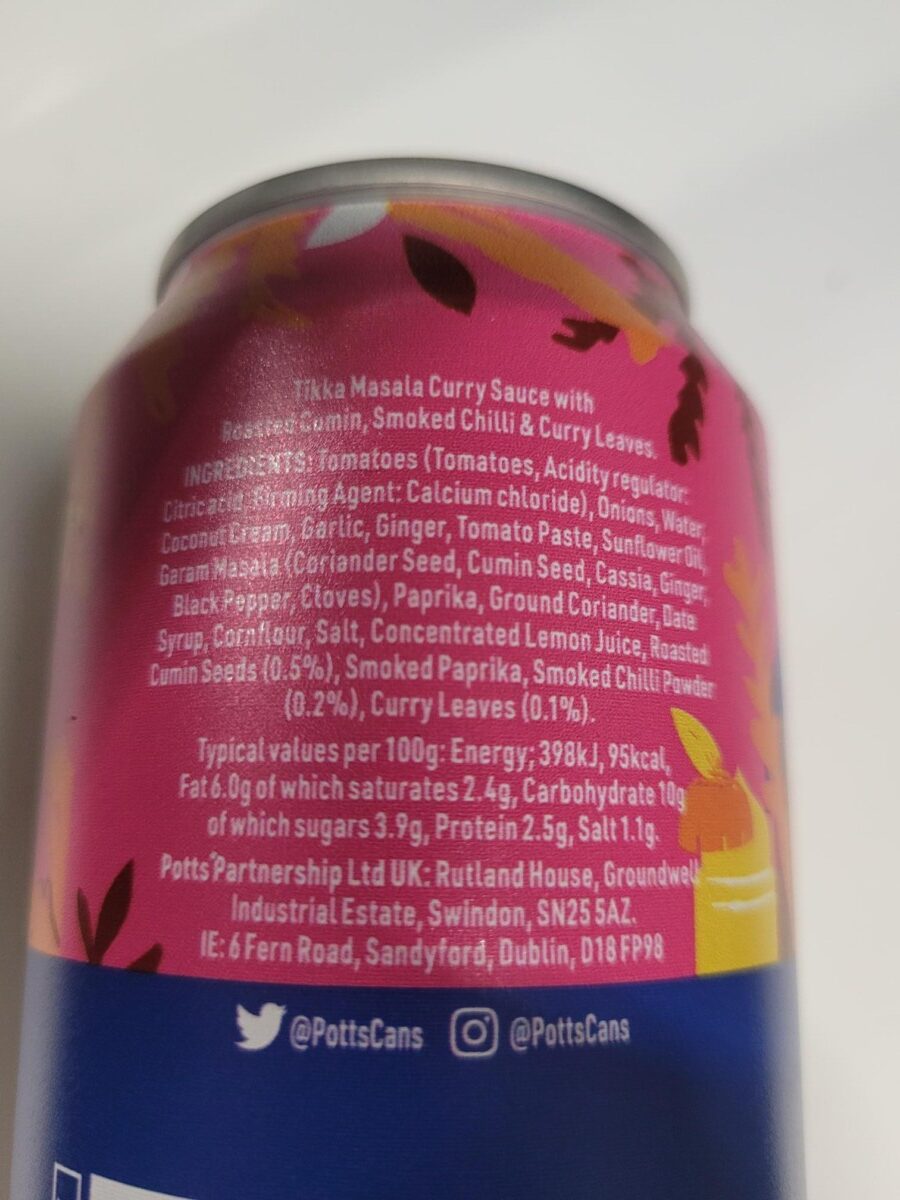 Tikka Masala Curry Sauce with
Roasted Cumin, Smoked Chilli & Curry Leaves.
INGREDIENTS: Tomatoes (Tomatoes, Acidity regulator:
Citric acid, Firming Agent: Calcium chloride), Onions, Water,
Coconut Cream, Garlic, Ginger, Tomato Paste, Sunflower Oil,
Garam Masala (Coriander Seed, Cumin Seed, Cassia, Ginger,
Black Pepper, Cloves), Paprika, Ground Coriander, Date
Syrup, Cornflour, Salt, Concentrated Lemon Juice, Roasted
Cumin Seeds (0.5%), Smoked Paprika, Smoked Chilli Powder
(0.2%), Curry Leaves (0.1%).
Typical values per 100g: Energy; 398kJ, 95kcal,
Fat 6.0g of which saturates 2.4g, Carbohydrate 10g
of which sugars 3.9g, Protein 2.5g, Salt 1.1g.
Potts' Partnership Ltd UK: Rutland House, Groundwell
Industrial Estate, Swindon, SN25 5AZ.
IE: 6 Fern Road, Sandyford, Dublin, D18 FP98
@PottsCans @PottsCans